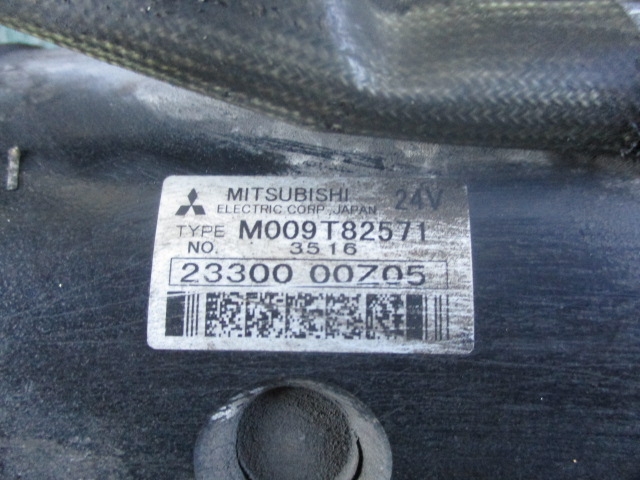 MITSUBISHI 24V
ELECTRIC CORP. JAPAN
TYPE M009T82571
NO. 3516
23300 00Z05